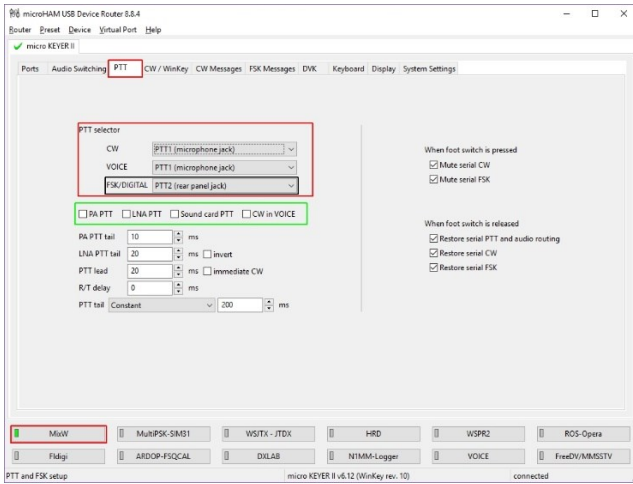 microHAM USB Device Router 8.8.4
Router Preset Device Virtual Port Help
micro KEYER II
Ports Audio Switching PTT CW / WinKey CW Messages FSK Messages DVK Keyboard Display System Settings
PTT selector
CW PTT1 (microphone jack)
VOICE PTT1 (microphone jack)
FSK/DIGITAL PTT2 (rear panel jack)
When foot switch is pressed
Mute serial CW
Mute serial FSK
PA PTT LNA PTT Sound card PTT CW in VOICE
PA PTT tail 10 ms
LNA PTT tail 20 ms invert
PTT lead 20 ms immediate CW
R/T delay 0 ms
PTT tail Constant 200 ms
When foot switch is released
Restore serial PTT and audio routing
Restore serial CW
Restore serial FSK
MixW MultiPSK-SIM31 WSJTX - JTDX HRD WSPR2 ROS-Opera
Fldigi ARDOP-FSQCAL DXLAB N1MM-Logger VOICE FreeDV/MMSSTV
PTT and FSK setup micro KEYER II v6.12 (WinKey rev. 10) connected